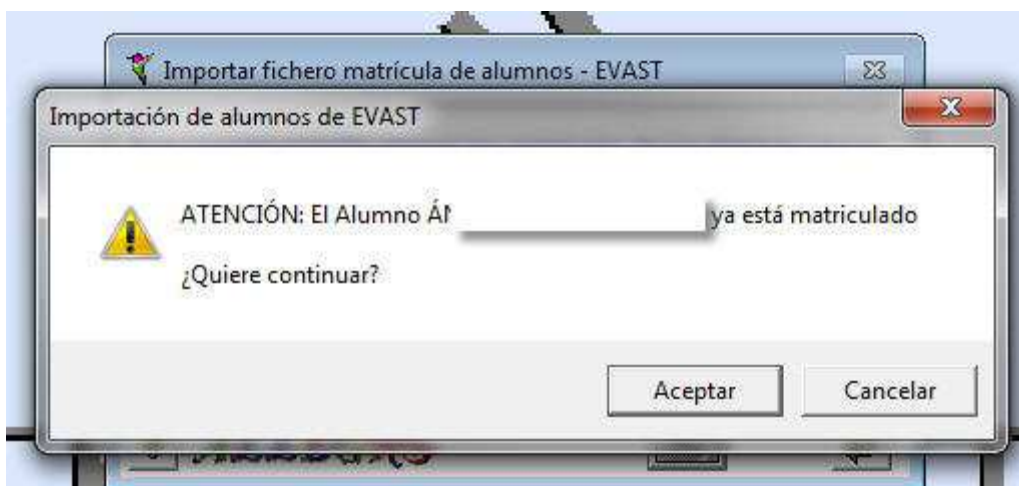 Importar fichero matrícula de alumnos - EVAST
Importación de alumnos de EVAST
ATENCIÓN: El Alumno ya está matriculado
¿Quiere continuar?
Aceptar
Cancelar